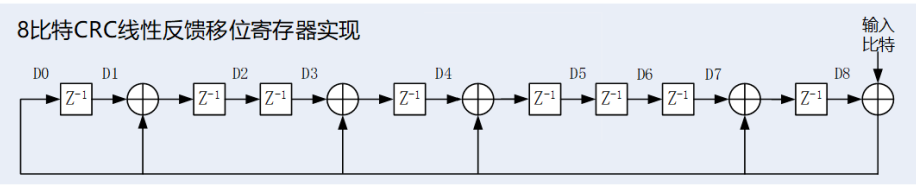 8比特CRC线性反馈移位寄存器实现
输入
比特
D0 D1 D2 D3 D4 D5 D6 D7 D8
Z⁻¹ Z⁻¹ Z⁻¹ Z⁻¹ Z⁻¹ Z⁻¹ Z⁻¹ Z⁻¹